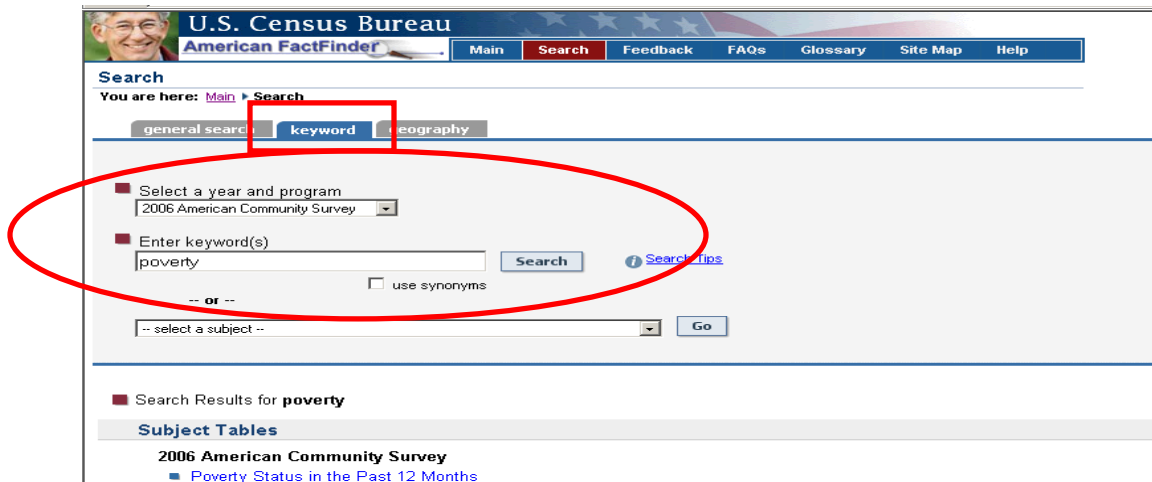 U.S. Census Bureau
American FactFinder
Main Search Feedback FAQs Glossary Site Map Help
Search
You are here: Main ▸ Search
general search keyword geography
Select a year and program
2006 American Community Survey
Enter keyword(s)
poverty Search Search Tips
use synonyms
-- or --
-- select a subject -- Go
Search Results for poverty
Subject Tables
2006 American Community Survey
Poverty Status in the Past 12 Months